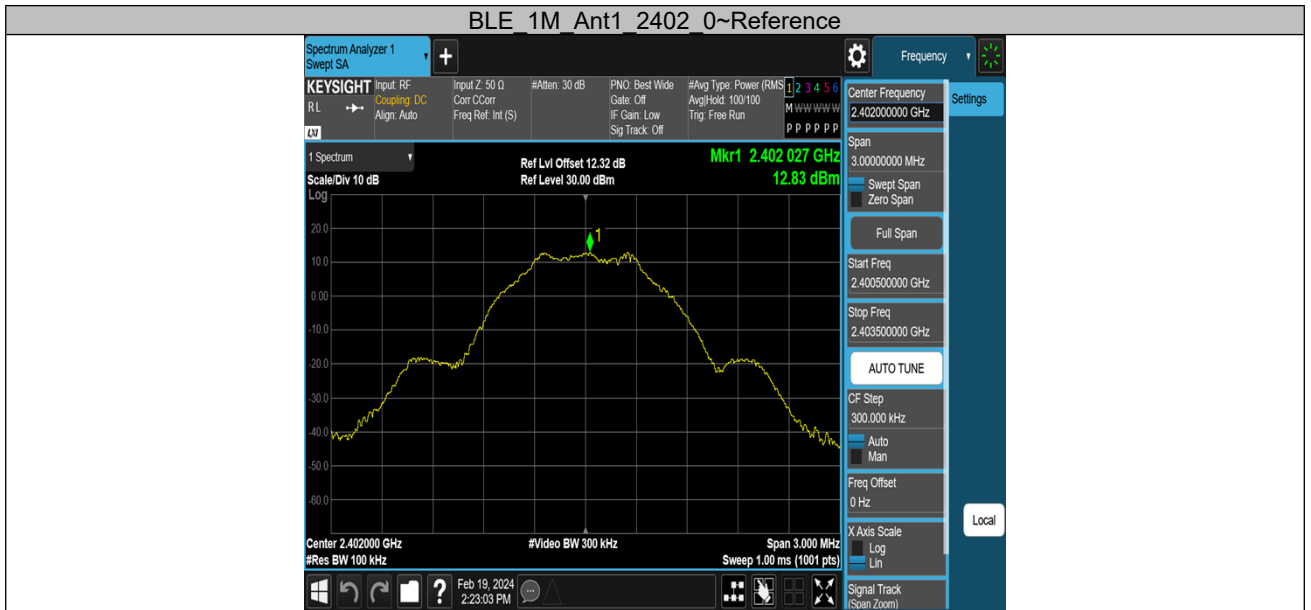 BLE_1M_Ant1_2402_0~Reference
Spectrum Analyzer 1
Swept SA
+
Frequency
KEYSIGHT
RL
LXI
Input: RF
Coupling: DC
Align: Auto
Input Z: 50 Ω
Corr CCorr
Freq Ref: Int (S)
#Atten: 30 dB
PNO: Best Wide
Gate: Off
IF Gain: Low
Sig Track: Off
#Avg Type: Power (RMS
Avg|Hold: 100/100
Trig: Free Run
1 2 3 4 5 6
M W W W W W
P P P P P P
1 Spectrum
Scale/Div 10 dB
Log
Ref Lvl Offset 12.32 dB
Ref Level 30.00 dBm
Mkr1 2.402 027 GHz
12.83 dBm
1
20.0
10.0
0.00
-10.0
-20.0
-30.0
-40.0
-50.0
-60.0
Center 2.402000 GHz
#Res BW 100 kHz
#Video BW 300 kHz
Span 3.000 MHz
Sweep 1.00 ms (1001 pts)
Center Frequency
2.402000000 GHz
Settings
Span
3.00000000 MHz
Swept Span
Zero Span
Full Span
Start Freq
2.400500000 GHz
Stop Freq
2.403500000 GHz
AUTO TUNE
CF Step
300.000 kHz
Auto
Man
Freq Offset
0 Hz
X Axis Scale
Log
Lin
Local
Signal Track
(Span Zoom)
?
Feb 19, 2024
2:23:03 PM